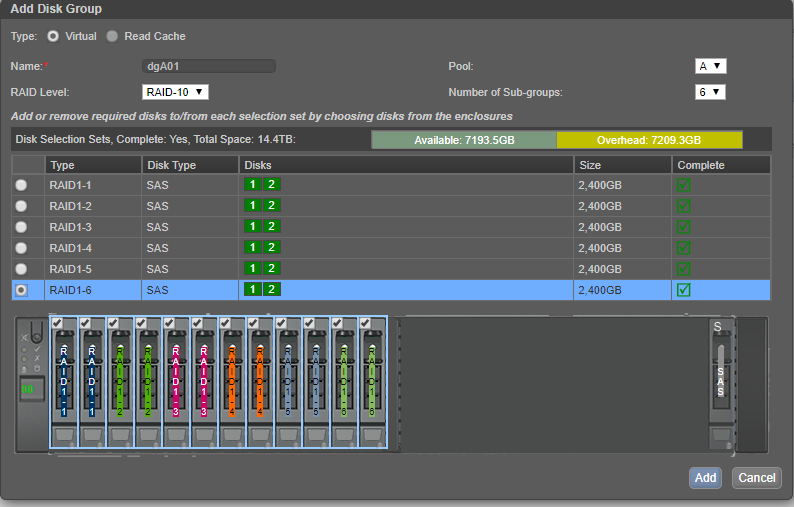 Add Disk Group
Type: Virtual Read Cache
Name:* dgA01 Pool: A
RAID Level: RAID-10 Number of Sub-groups: 6
Add or remove required disks to/from each selection set by choosing disks from the enclosures
Disk Selection Sets, Complete: Yes, Total Space: 14.4TB: Available: 7193.5GB Overhead: 7209.3GB
Type Disk Type Disks Size Complete
RAID1-1 SAS 1 2 2,400GB
RAID1-2 SAS 1 2 2,400GB
RAID1-3 SAS 1 2 2,400GB
RAID1-4 SAS 1 2 2,400GB
RAID1-5 SAS 1 2 2,400GB
RAID1-6 SAS 1 2 2,400GB
S
RAID1-1 RAID1-1 RAID1-2 RAID1-2 RAID1-3 RAID1-3 RAID1-4 RAID1-4 RAID1-5 RAID1-5 RAID1-6 RAID1-6 SAS
Add Cancel